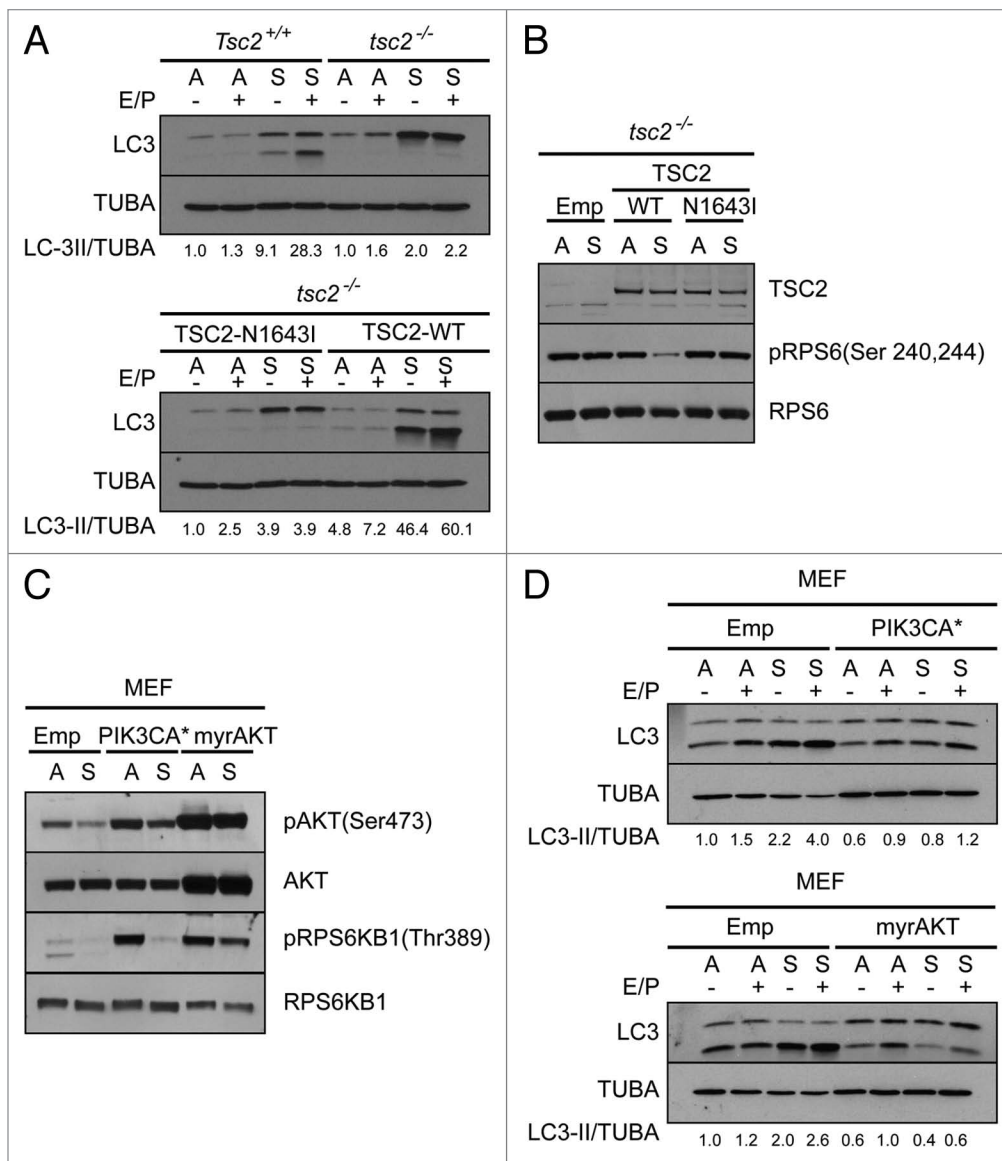 A
Tsc2+/+ tsc2-/-
A A S S A A S S
E/P - + - + - + - +
LC3
TUBA
LC-3II/TUBA 1.0 1.3 9.1 28.3 1.0 1.6 2.0 2.2
tsc2-/-
TSC2-N1643I TSC2-WT
A A S S A A S S
E/P - + - + - + - +
LC3
TUBA
LC3-II/TUBA 1.0 2.5 3.9 3.9 4.8 7.2 46.4 60.1
B
tsc2-/-
TSC2
Emp WT N1643I
A S A S A S
TSC2
pRPS6(Ser 240,244)
RPS6
C
MEF
Emp PIK3CA* myrAKT
A S A S A S
pAKT(Ser473)
AKT
pRPS6KB1(Thr389)
RPS6KB1
D
MEF
Emp PIK3CA*
A A S S A A S S
E/P - + - + - + - +
LC3
TUBA
LC3-II/TUBA 1.0 1.5 2.2 4.0 0.6 0.9 0.8 1.2
MEF
Emp myrAKT
A A S S A A S S
E/P - + - + - + - +
LC3
TUBA
LC3-II/TUBA 1.0 1.2 2.0 2.6 0.6 1.0 0.4 0.6